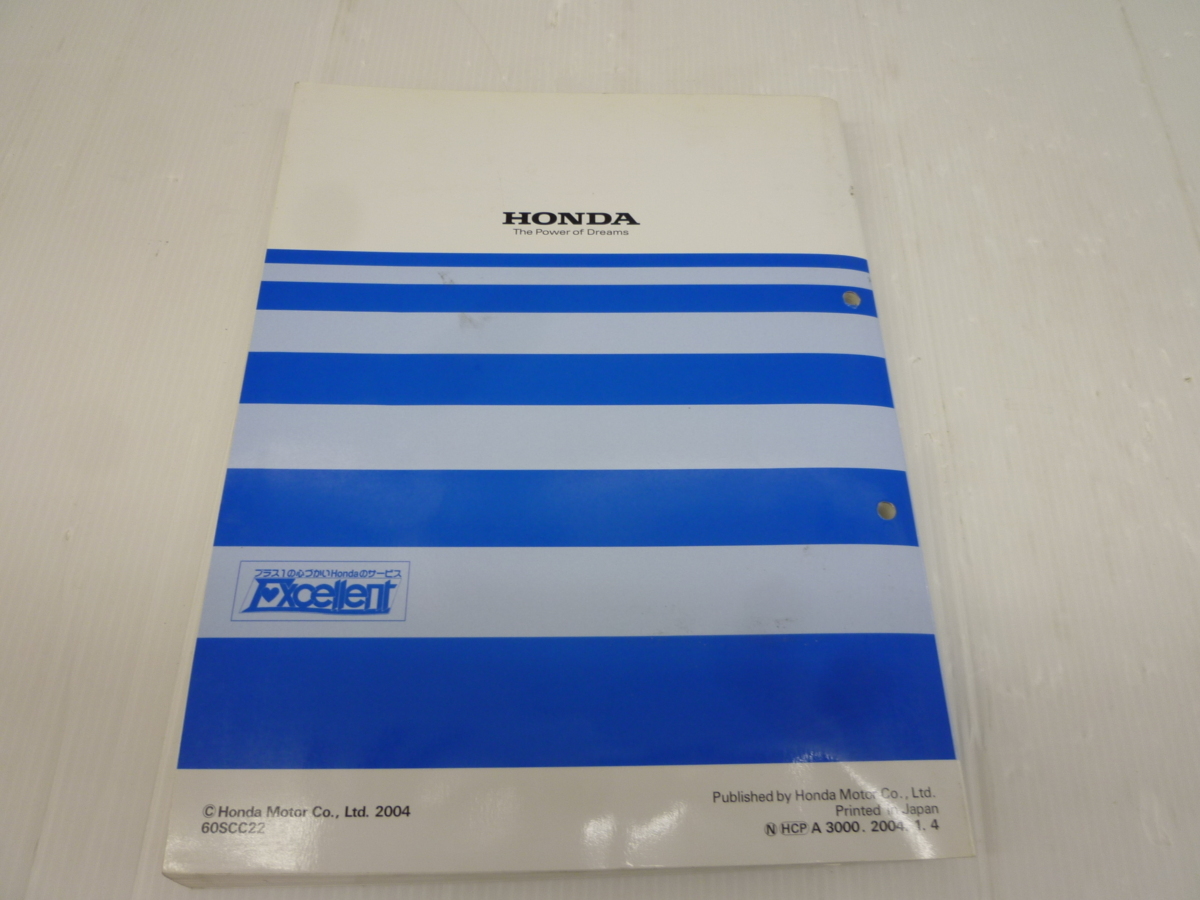 HONDA
The Power of Dreams
プラス1の心づかいHondaのサービス
Excellent
© Honda Motor Co., Ltd. 2004
60SCC22
Published by Honda Motor Co., Ltd.
Printed in Japan
Ⓝ HCP A 3000. 2004. 1. 4